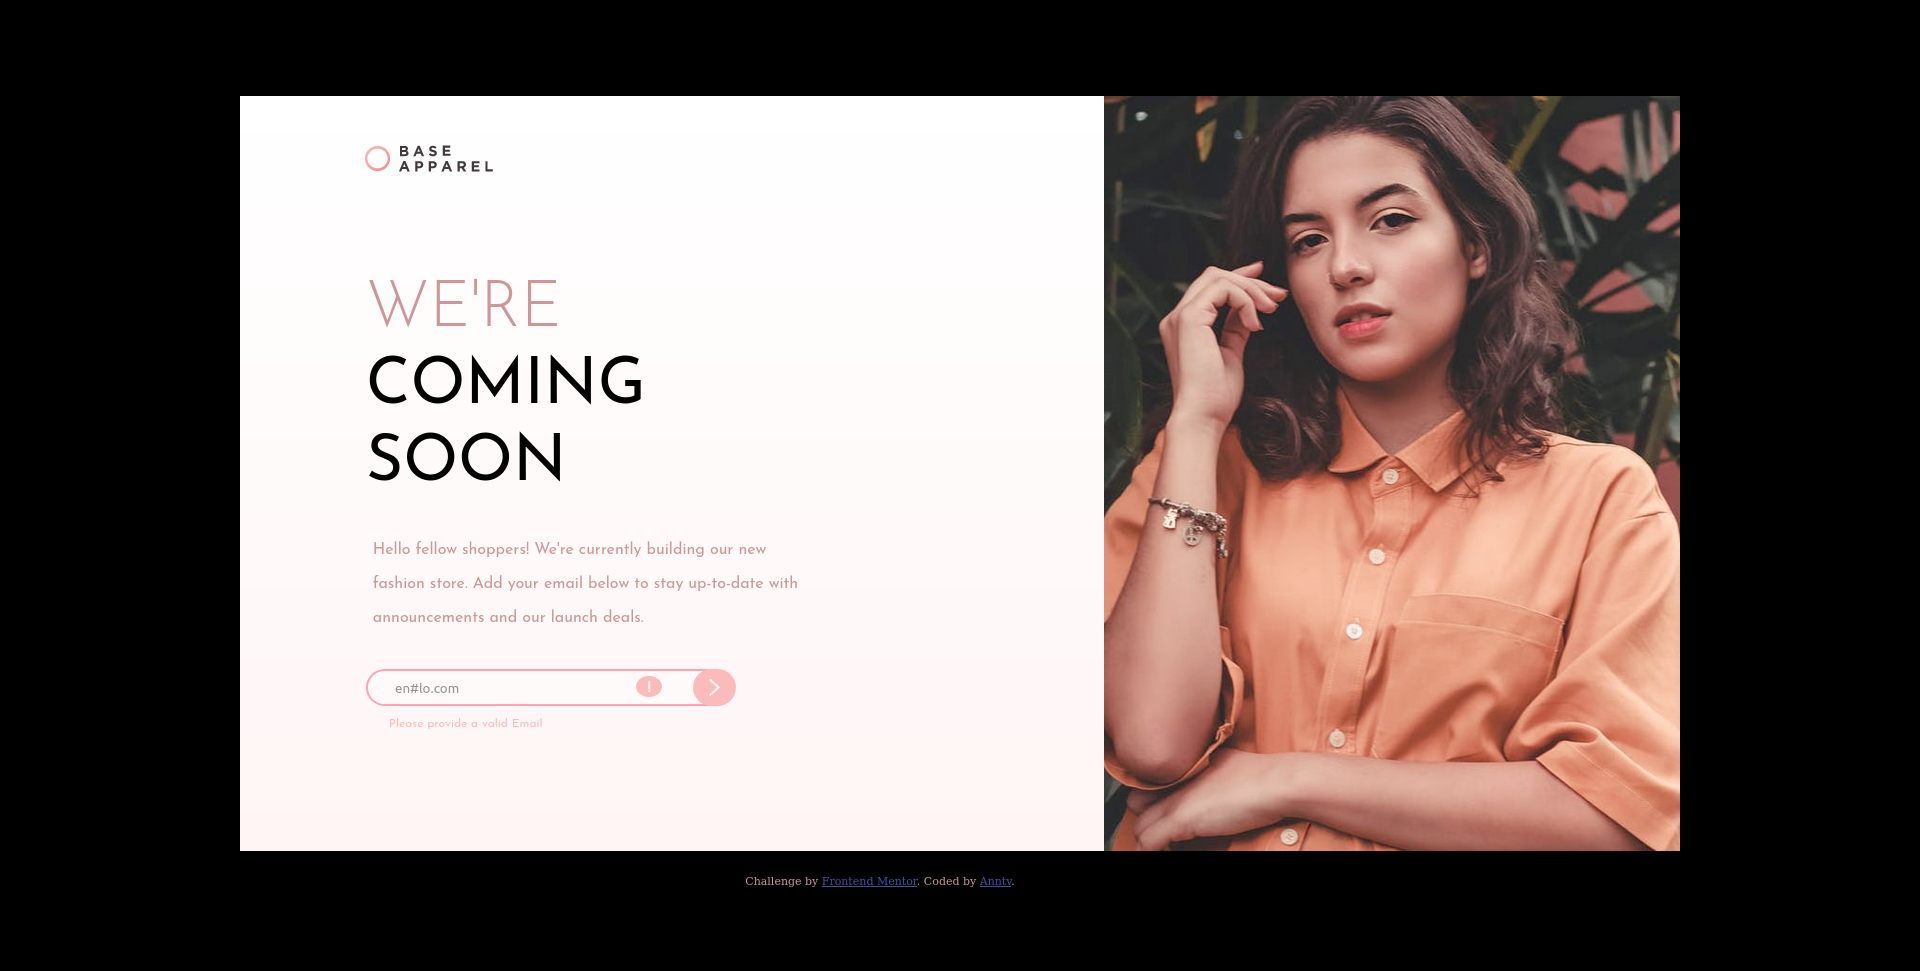 BASE
APPAREL
WE'RE
COMING
SOON
Hello fellow shoppers! We're currently building our new
fashion store. Add your email below to stay up-to-date with
announcements and our launch deals.
en#lo.com
!
Please provide a valid Email
Challenge by Frontend Mentor. Coded by Anntv.